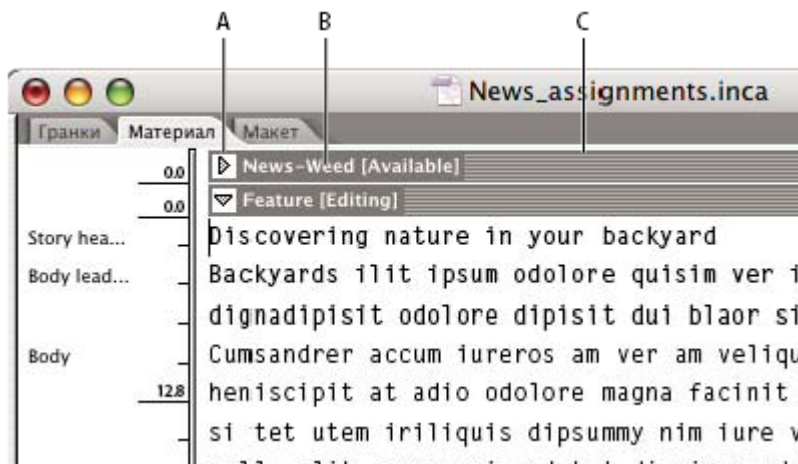 A B C
News_assignments.inca
Гранки Материал Макет
0.0 News-Weed [Available]
0.0 Feature [Editing]
Story hea... Discovering nature in your backyard
Body lead... Backyards ilit ipsum odolore quisim ver i
dignadipisit odolore dipisit dui blaor si
Body Cumsandrer accum iureros am ver am veliqu
12.8 heniscipit at adio odolore magna facinit
si tet utem iriliquis dipsummy nim iure v